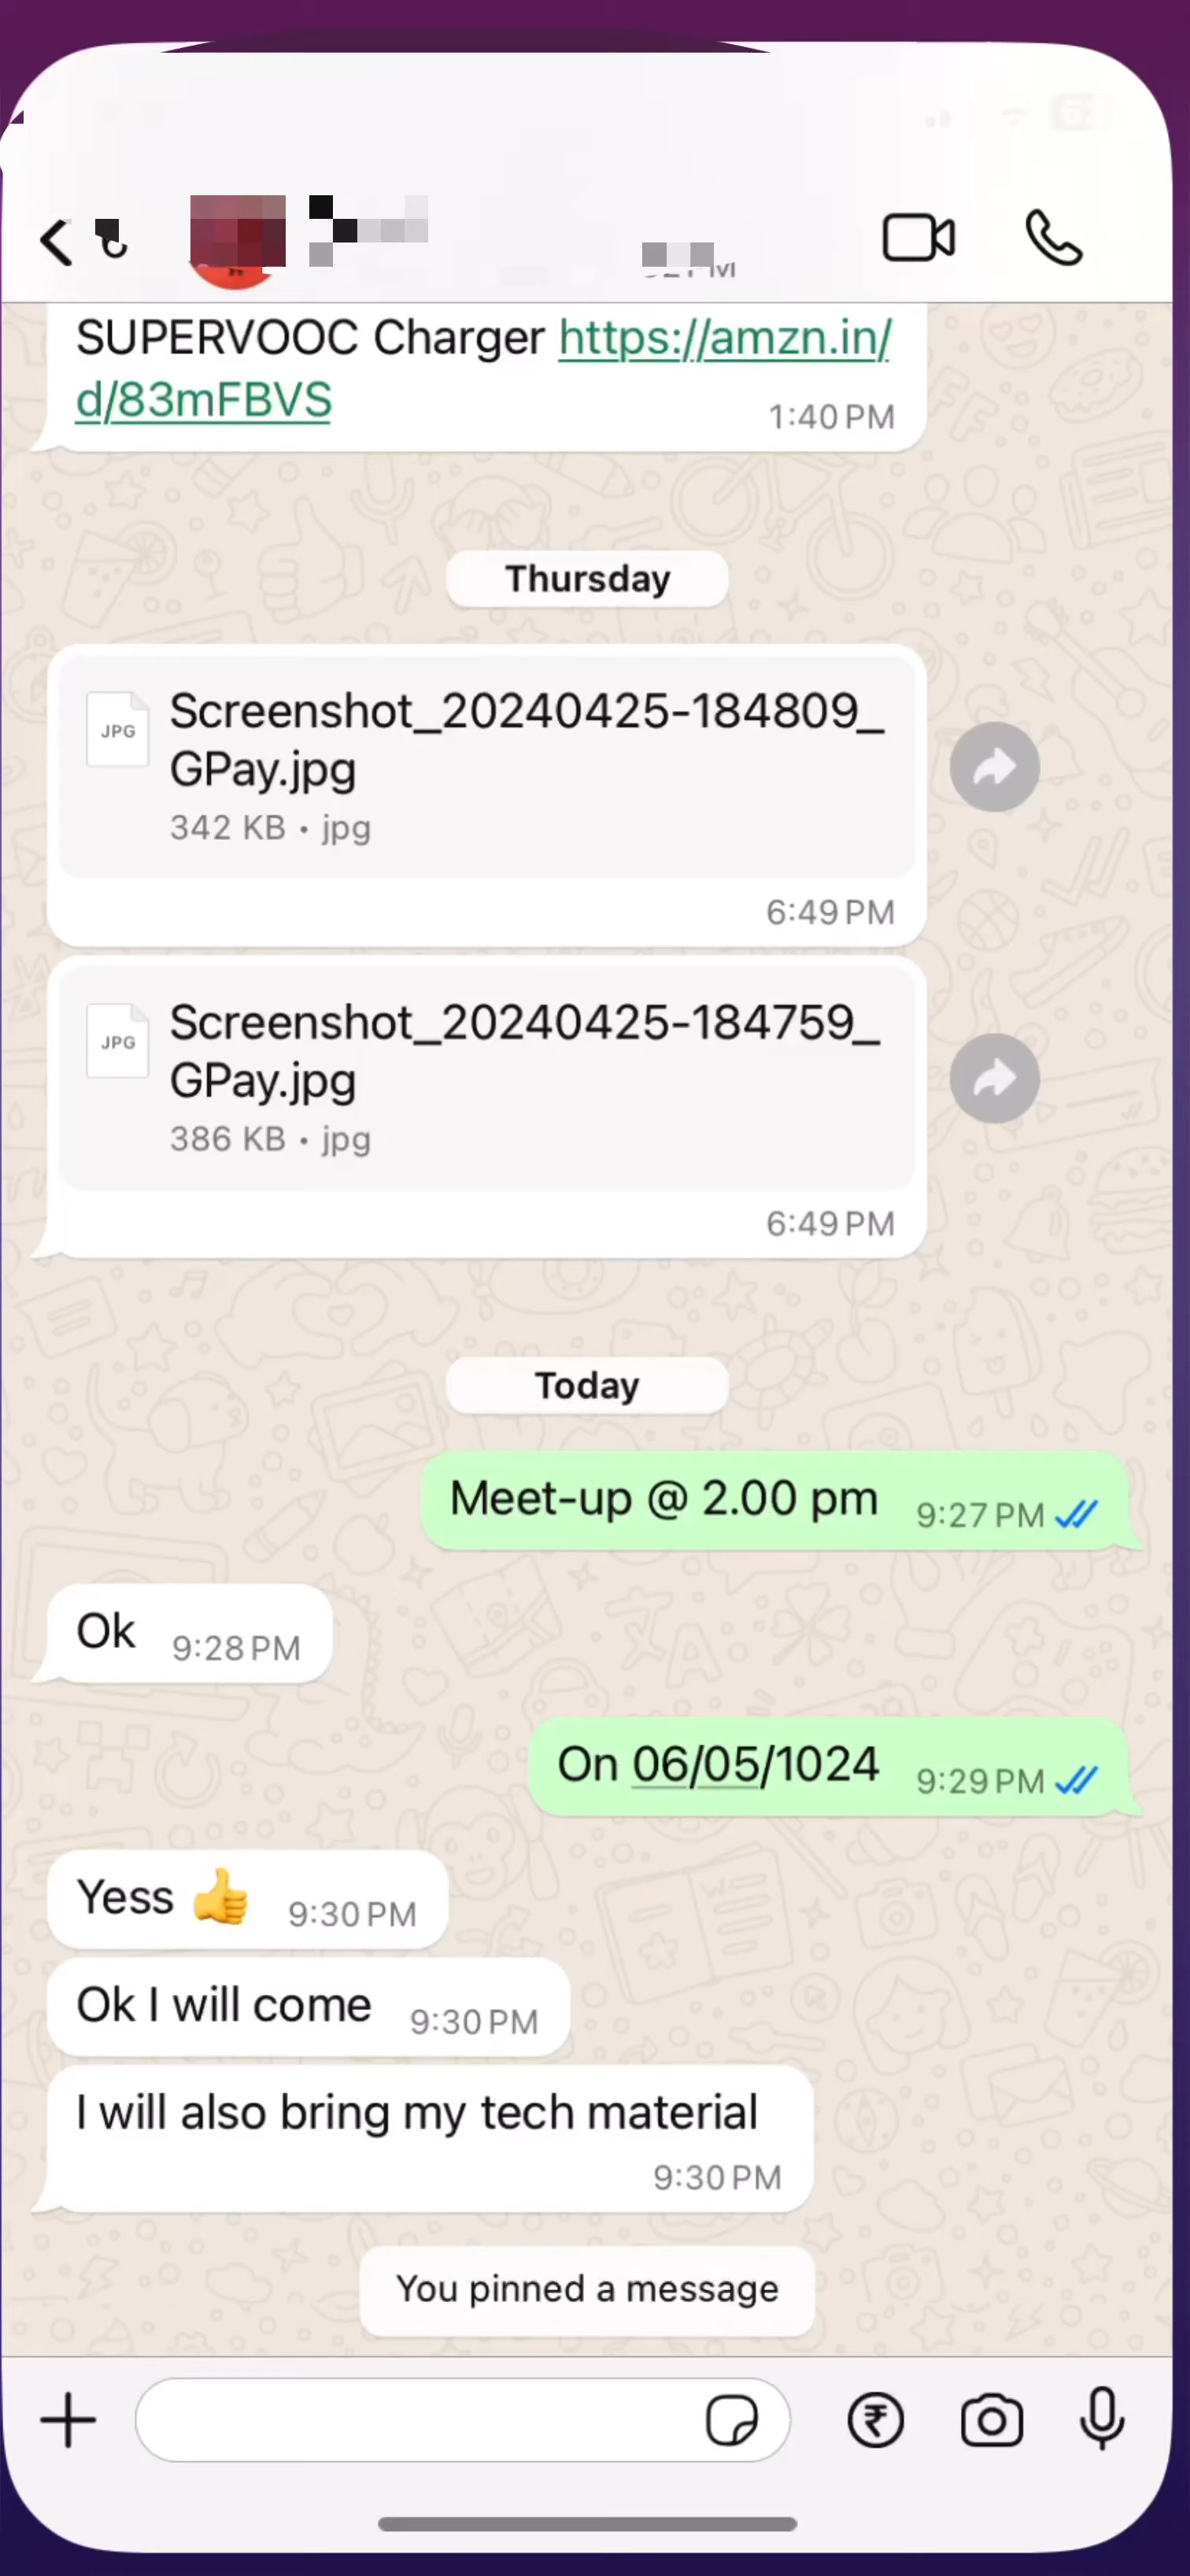 SUPERVOOC Charger https://amzn.in/
d/83mFBVS
1:40 PM
Thursday
JPG
Screenshot_20240425-184809_
GPay.jpg
342 KB • jpg
6:49 PM
JPG
Screenshot_20240425-184759_
GPay.jpg
386 KB • jpg
6:49 PM
Today
Meet-up @ 2.00 pm 9:27 PM
Ok 9:28 PM
On 06/05/1024 9:29 PM
Yess 👍 9:30 PM
Ok I will come 9:30 PM
I will also bring my tech material
9:30 PM
You pinned a message